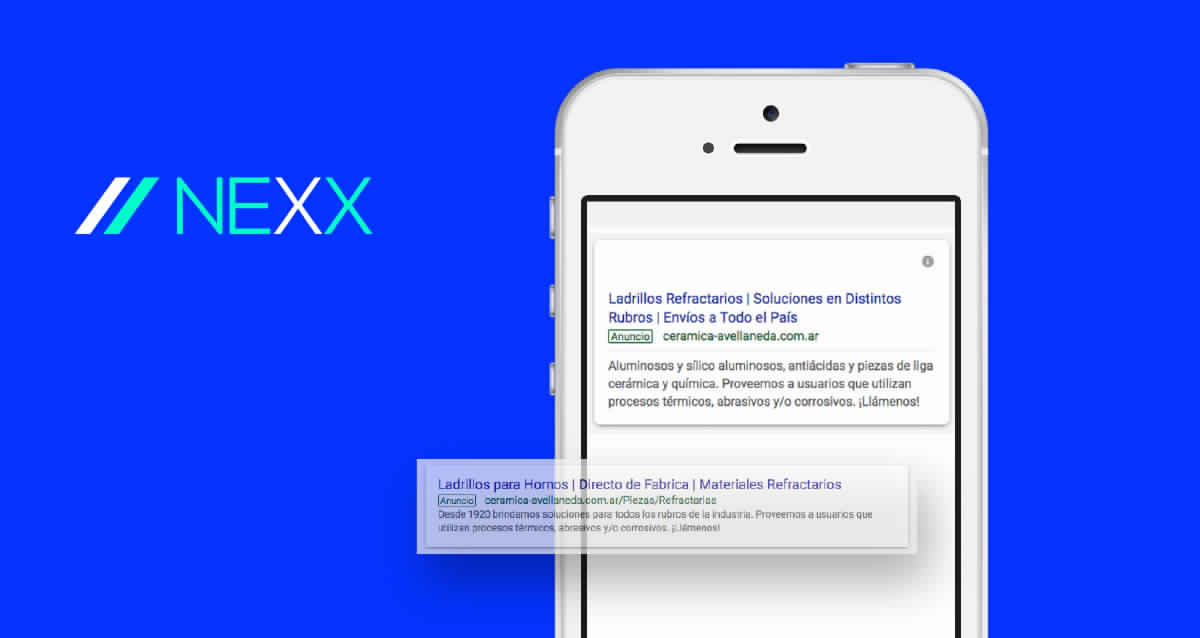 NEXX
Ladrillos Refractarios | Soluciones en Distintos
Rubros | Envíos a Todo el País
Anuncio ceramica-avellaneda.com.ar
Aluminosos y sílico aluminosos, antiácidas y piezas de liga
cerámica y química. Proveemos a usuarios que utilizan
procesos térmicos, abrasivos y/o corrosivos. ¡Llámenos!
Ladrillos para Hornos | Directo de Fabrica | Materiales Refractarios
Anuncio ceramica-avellaneda.com.ar/Piezas/Refractarias
Desde 1920 brindamos soluciones para todos los rubros de la industria. Proveemos a usuarios que
utilizan procesos térmicos, abrasivos y/o corrosivos. ¡Llámenos!